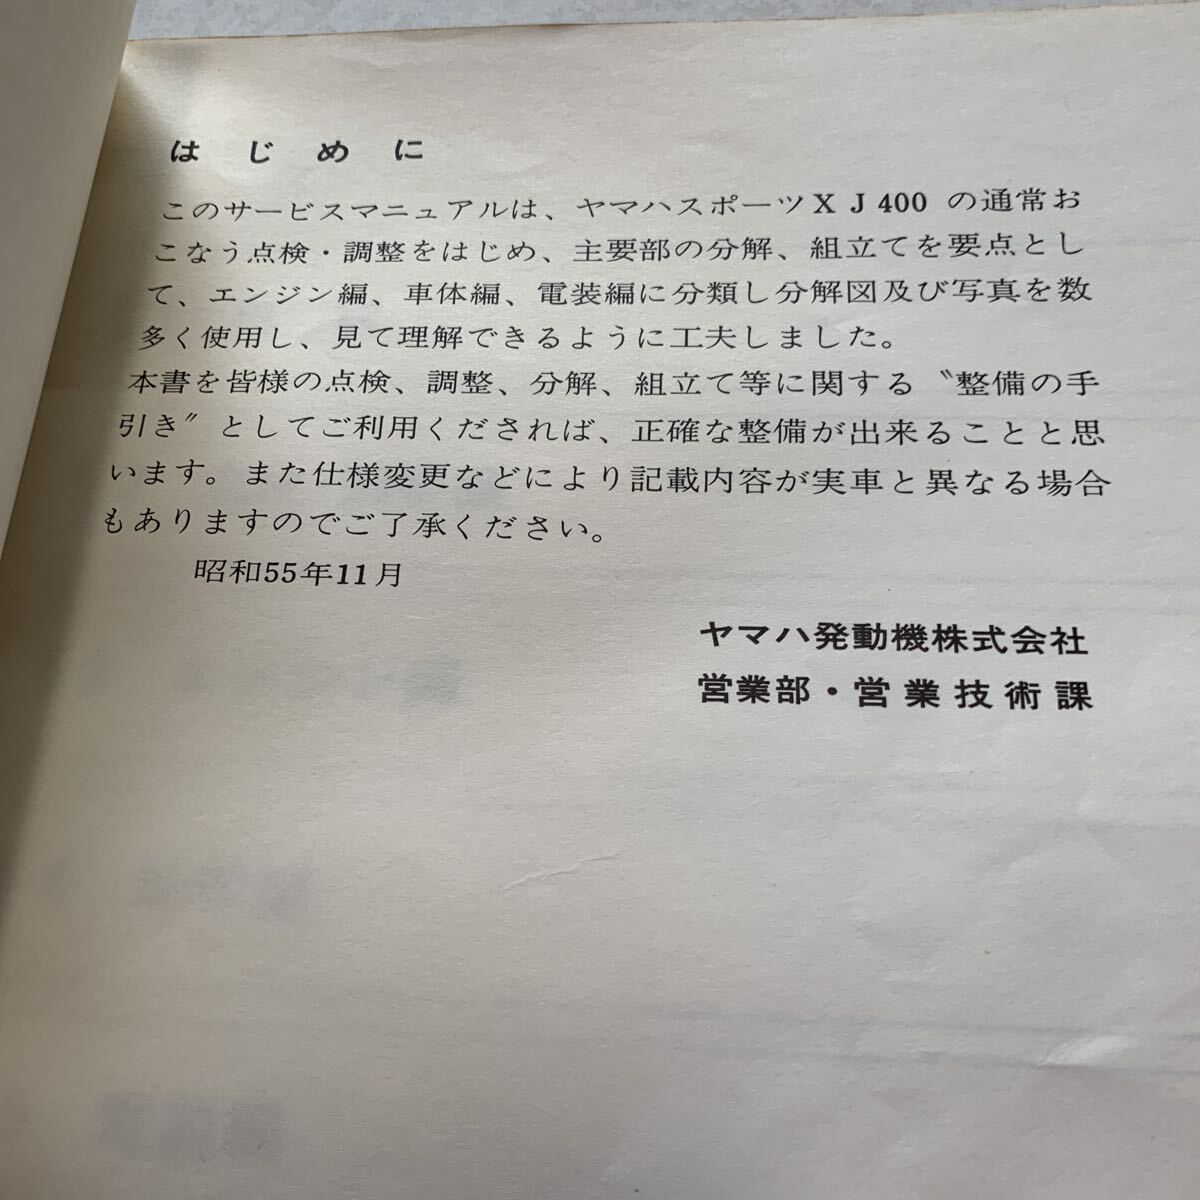 はじめに
このサービスマニュアルは、ヤマハスポーツXJ400の通常お
こなう点検・調整をはじめ、主要部の分解、組立てを要点とし
て、エンジン編、車体編、電装編に分類し分解図及び写真を数
多く使用し、見て理解できるように工夫しました。
本書を皆様の点検、調整、分解、組立て等に関する〝整備の手
引き〞としてご利用くだされば、正確な整備が出来ることと思
います。また仕様変更などにより記載内容が実車と異なる場合
もありますのでご了承ください。
昭和55年11月
ヤマハ発動機株式会社
営業部・営業技術課